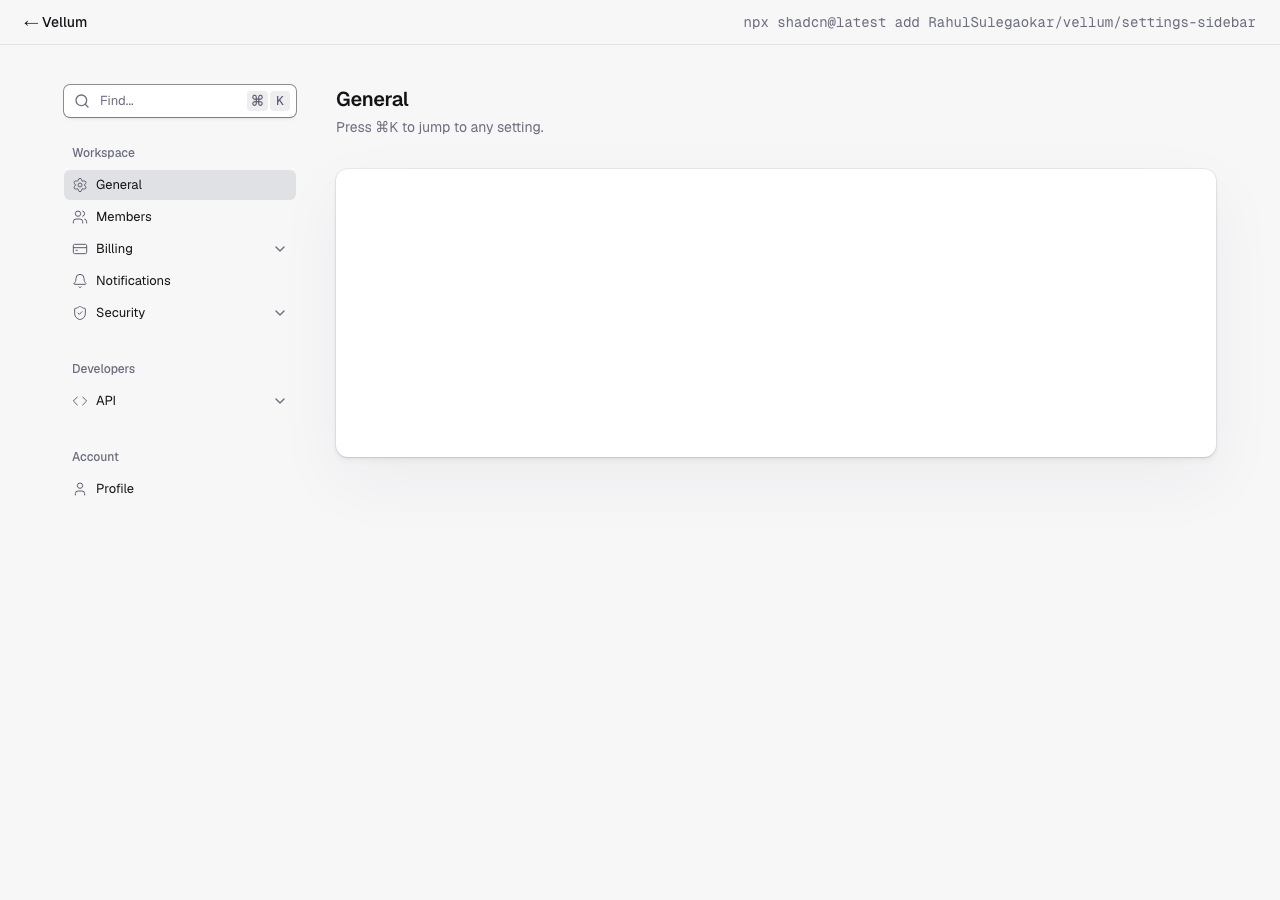 ← Vellum
npx shadcn@latest add RahulSulegaokar/vellum/settings-sidebar
Find... ⌘ K
Workspace
General
Members
Billing
Notifications
Security
Developers
API
Account
Profile
General
Press ⌘K to jump to any setting.